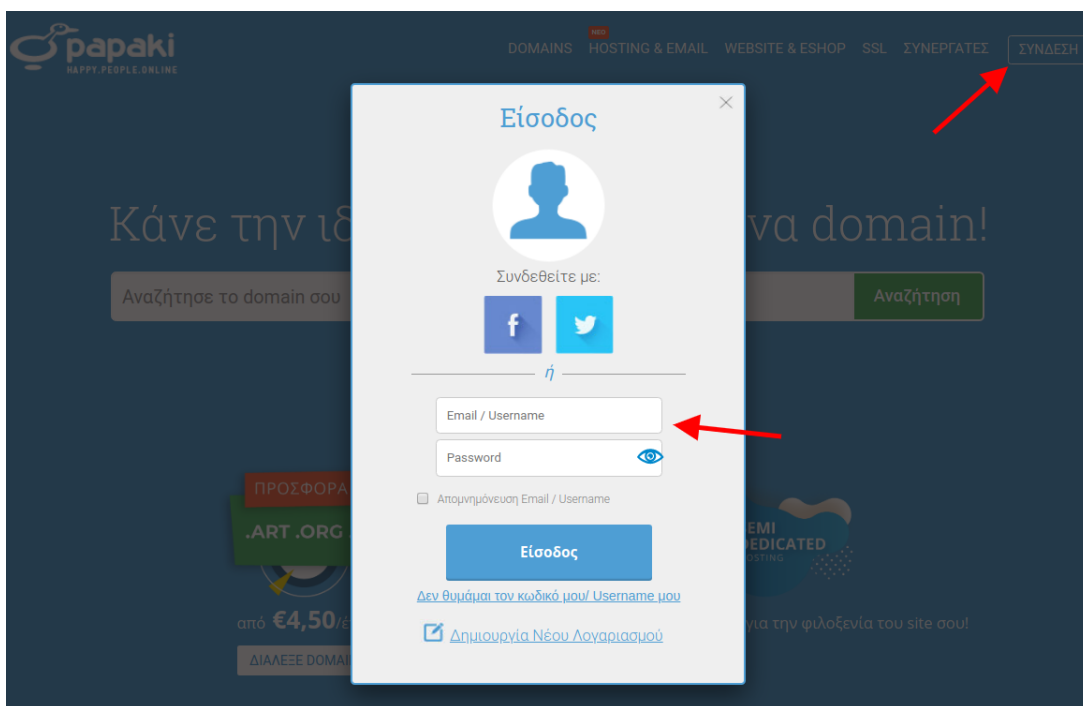 papaki
HAPPY.PEOPLE.ONLINE
DOMAINS
NEO
HOSTING & EMAIL
WEBSITE & ESHOP
SSL
ΣΥΝΕΡΓΑΤΕΣ
ΣΥΝΔΕΣΗ
Είσοδος
Κάνε την ιδ
να domain!
Συνδεθείτε με:
Αναζήτησε το domain σου
Αναζήτηση
ή
Email / Username
Password
Απομνημόνευση Email / Username
Είσοδος
Δεν θυμάμαι τον κωδικό μου/ Username μου
Δημιουργία Νέου Λογαριασμού
ΠΡΟΣΦΟΡΑ
.ART .ORG
από €4,50/έ
ΔΙΑΛΕΞΕ DOMAI
EMI
DEDICATED
HOSTING
για την φιλοξενία του site σου!